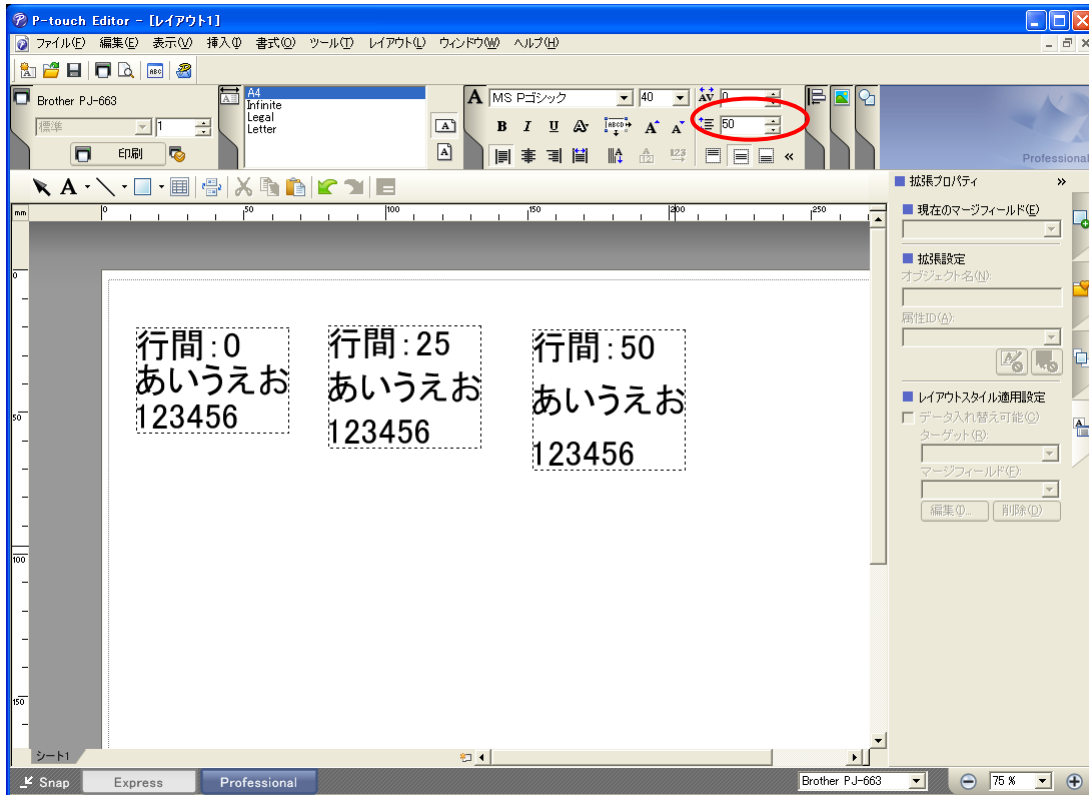 P-touch Editor - [レイアウト1]
ファイル(F) 編集(E) 表示(V) 挿入(I) 書式(O) ツール(T) レイアウト(L) ウィンドウ(W) ヘルプ(H)
ABC
Brother PJ-663
標準 1
印刷
A4
Infinite
Legal
Letter
A MS Pゴシック 40 AV 0
B I U A ABCD A A 50
123 «
Professional
A
mm 0 50 100 150 200 250
0
50
100
150
行間:0
あいうえお
123456
行間:25
あいうえお
123456
行間:50
あいうえお
123456
拡張プロパティ »
現在のマージフィールド(E)
拡張設定
オブジェクト名(N):
属性ID(A):
レイアウトスタイル適用設定
データ入れ替え可能(C)
ターゲット(R):
マージフィールド(F):
編集(I)... 削除(D)
シート1
Snap Express Professional Brother PJ-663 75 %